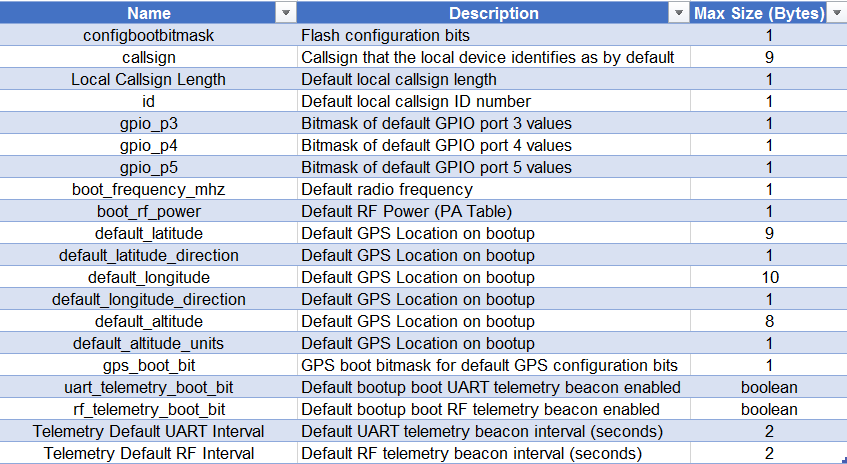 Name Description Max Size (Bytes)
configbootbitmask Flash configuration bits 1
callsign Callsign that the local device identifies as by default 9
Local Callsign Length Default local callsign length 1
id Default local callsign ID number 1
gpio_p3 Bitmask of default GPIO port 3 values 1
gpio_p4 Bitmask of default GPIO port 4 values 1
gpio_p5 Bitmask of default GPIO port 5 values 1
boot_frequency_mhz Default radio frequency 1
boot_rf_power Default RF Power (PA Table) 1
default_latitude Default GPS Location on bootup 9
default_latitude_direction Default GPS Location on bootup 1
default_longitude Default GPS Location on bootup 10
default_longitude_direction Default GPS Location on bootup 1
default_altitude Default GPS Location on bootup 8
default_altitude_units Default GPS Location on bootup 1
gps_boot_bit GPS boot bitmask for default GPS configuration bits 1
uart_telemetry_boot_bit Default bootup boot UART telemetry beacon enabled boolean
rf_telemetry_boot_bit Default bootup boot RF telemetry beacon enabled boolean
Telemetry Default UART Interval Default UART telemetry beacon interval (seconds) 2
Telemetry Default RF Interval Default RF telemetry beacon interval (seconds) 2